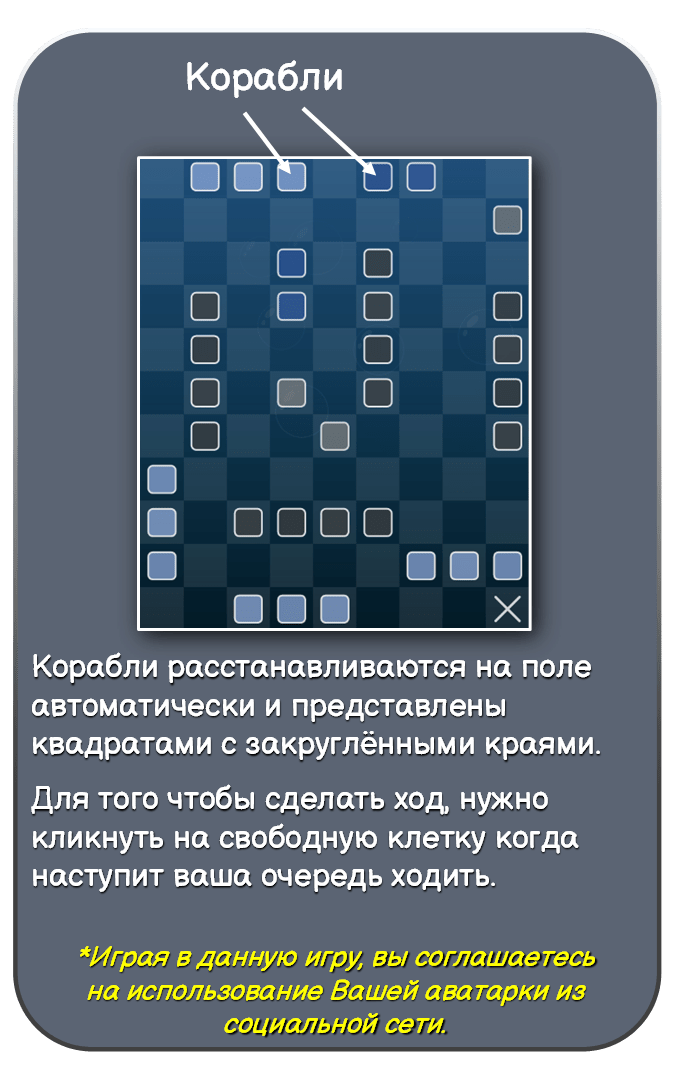 Корабли
Корабли расстанавливаются на поле
автоматически и представлены
квадратами с закруглёнными краями.
Для того чтобы сделать ход, нужно
кликнуть на свободную клетку когда
наступит ваша очередь ходить.
*Играя в данную игру, вы соглашаетесь
на использование Вашей аватарки из
социальной сети.